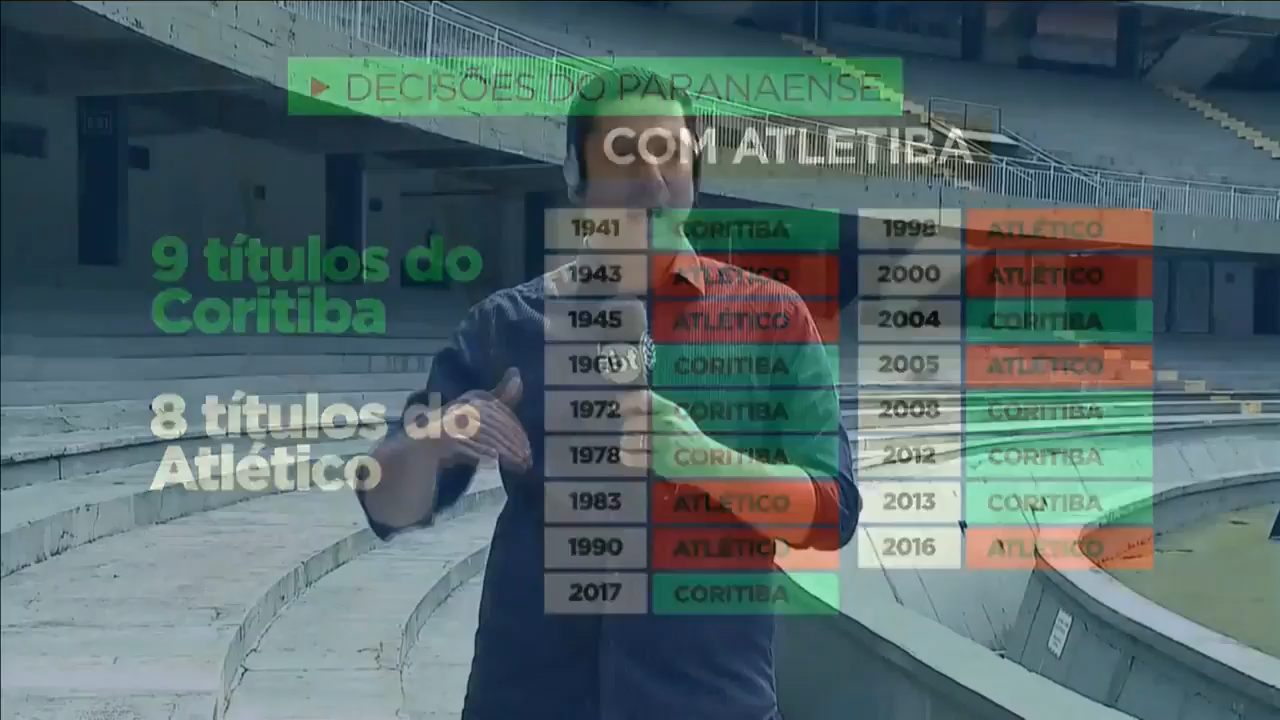 DECISÕES DO PARANAENSE
COM ATLETIBA
9 títulos do
Coritiba
8 títulos do
Atlético
1941 CORITIBA 1998 ATLÉTICO
1943 ATLÉTICO 2000 ATLÉTICO
1945 ATLÉTICO 2004 CORITIBA
CORITIBA 2005 ATLÉTICO
1972 CORITIBA 2008 CORITIBA
1978 CORITIBA 2012 CORITIBA
1983 ATLÉTICO 2013 CORITIBA
1990 ATLÉTICO 2016 ATLÉTICO
2017 CORITIBA